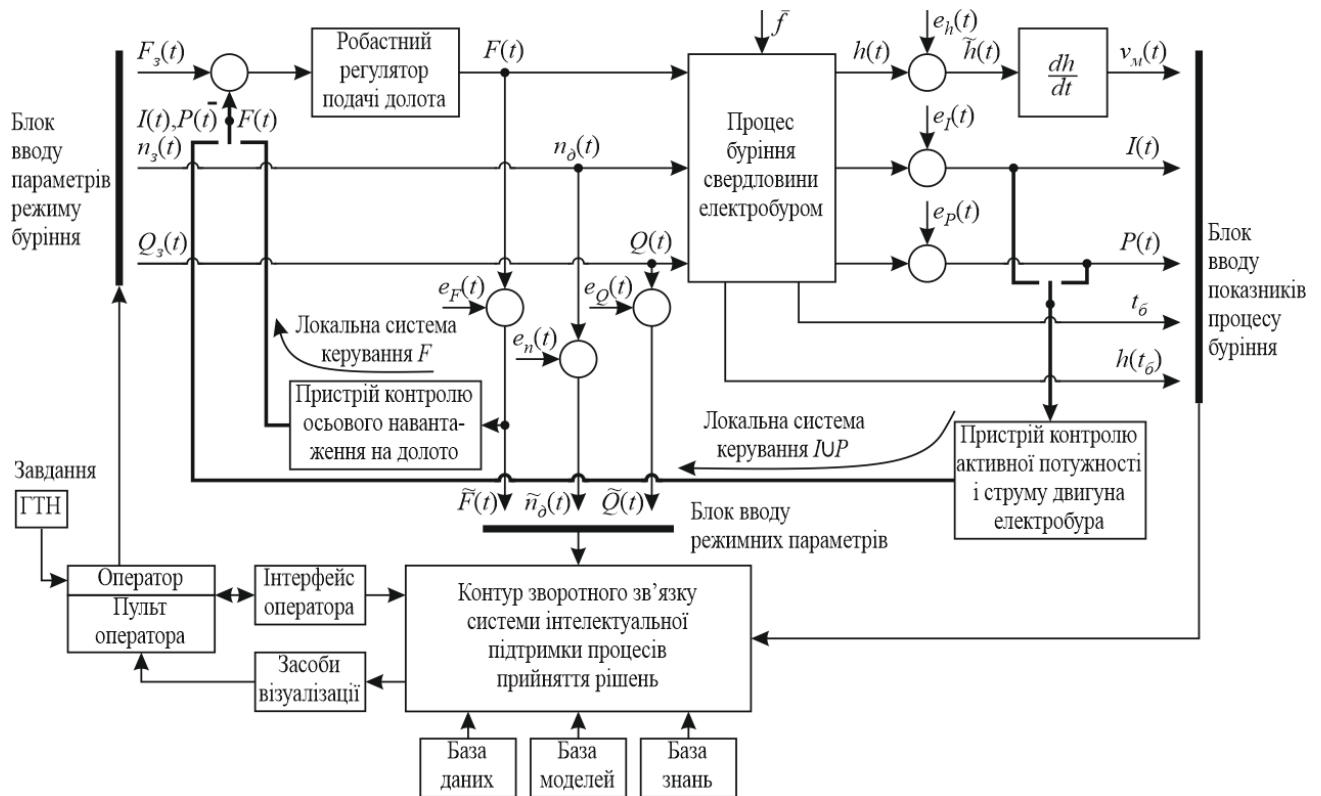 f̄
e_h(t)
F_з(t)
Робастний
регулятор
подачі долота
F(t)
h(t)
h̃(t)
dh
dt
v_м(t)
Блок
вводу
параметрів
режиму
буріння
I(t), P(t)
–
F(t)
n_з(t)
n_д(t)
Процес
буріння
свердловини
електробуром
e_I(t)
I(t)
e_P(t)
Q_з(t)
Q(t)
P(t)
Блок
вводу
показників
процесу
буріння
e_F(t)
e_Q(t)
e_n(t)
t_б
h(t_б)
Локальна система
керування F
Пристрій контролю
осьового наванта-
ження на долото
Локальна система
керування I∪P
Пристрій контролю
активної потужності
і струму двигуна
електробура
F̃(t)
ñ_д(t)
Q̃(t)
Блок вводу
режимних параметрів
Завдання
ГТН
Оператор
Пульт
оператора
Інтерфейс
оператора
Контур зворотного зв’язку
системи інтелектуальної
підтримки процесів
прийняття рішень
Засоби
візуалізації
База
даних
База
моделей
База
знань